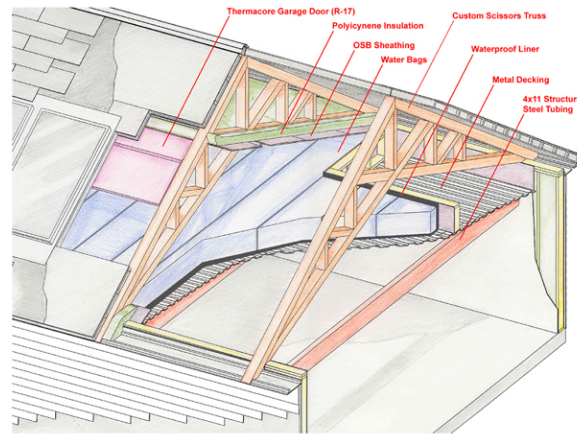 Thermacore Garage Door (R-17)
Polyicynene Insulation
OSB Sheathing
Water Bags
Custom Scissors Truss
Waterproof Liner
Metal Decking
4x11 Structur
Steel Tubing